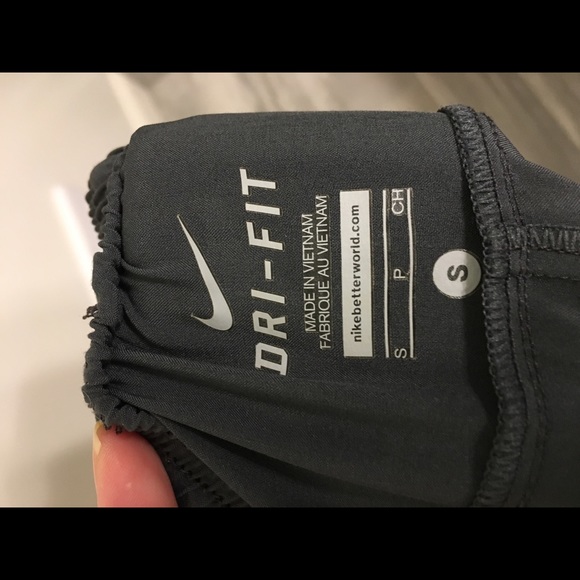 DRI-FIT
MADE IN VIETNAM
FABRIQUE AU VIETNAM
nikebetterworld.com
S P CH
S